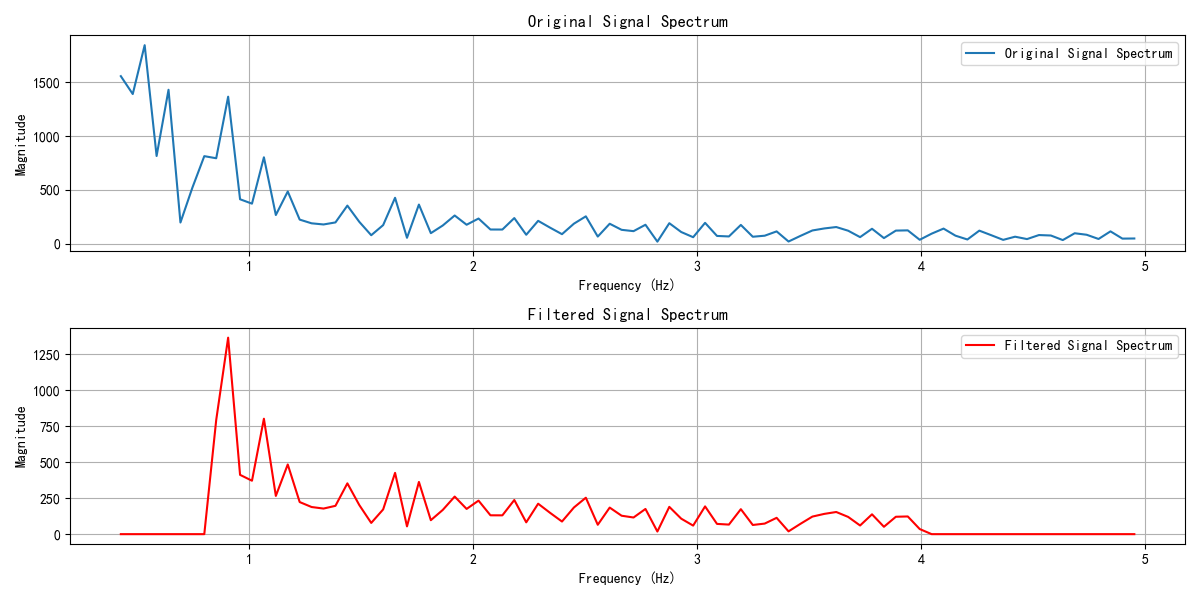 Original Signal Spectrum
Original Signal Spectrum
Magnitude
1500
1000
500
0
1 2 3 4 5
Frequency (Hz)
Filtered Signal Spectrum
Filtered Signal Spectrum
Magnitude
1250
1000
750
500
250
0
1 2 3 4 5
Frequency (Hz)